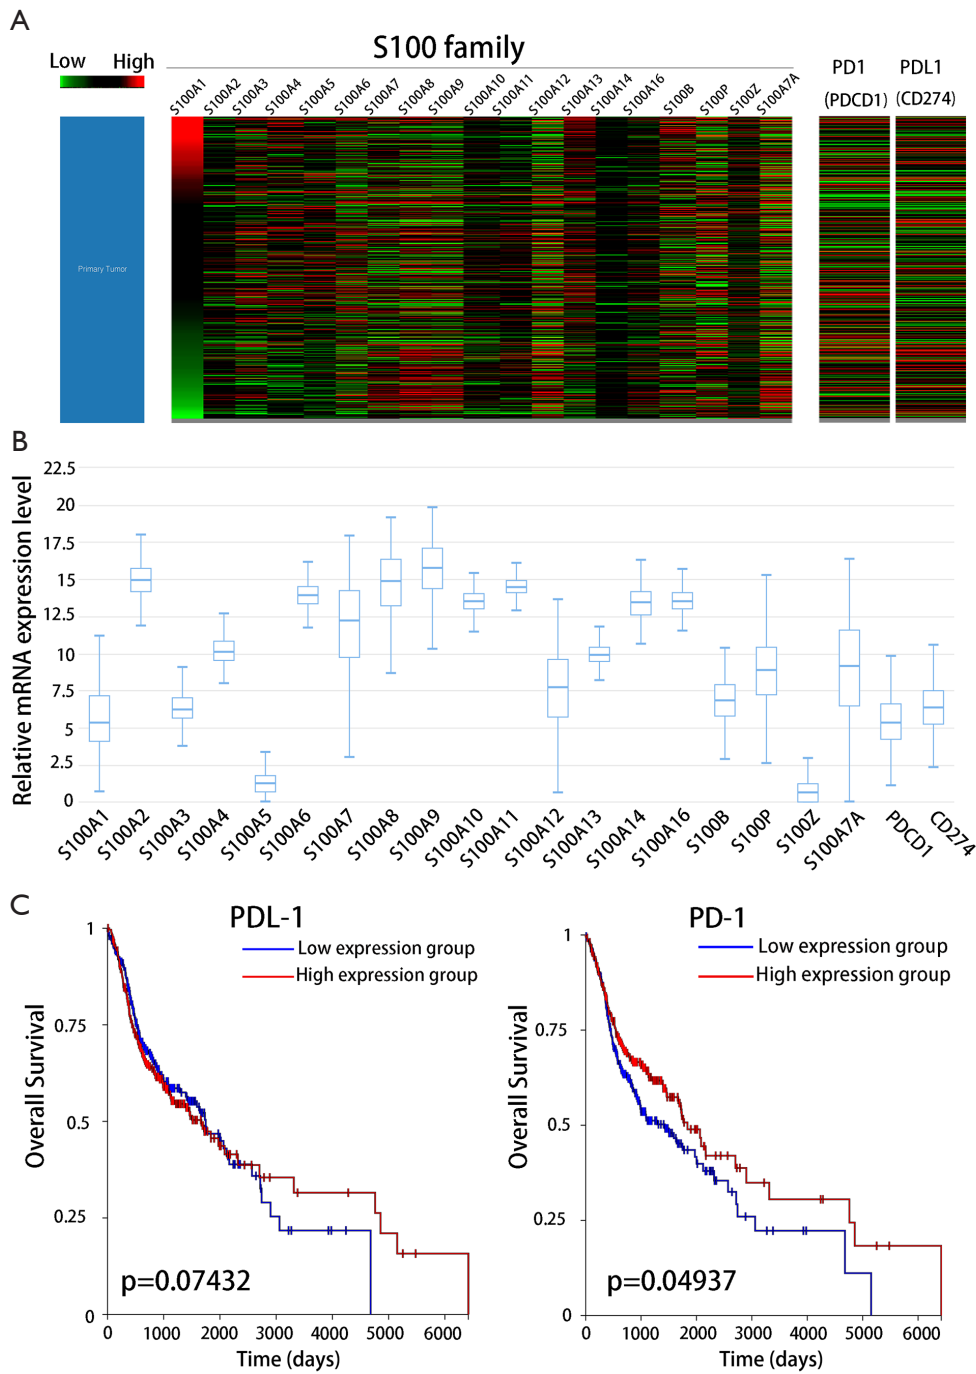 A
S100 family
Low High
S100A1 S100A2 S100A3 S100A4 S100A5 S100A6 S100A7 S100A8 S100A9 S100A10 S100A11 S100A12 S100A13 S100A14 S100A16 S100B S100P S100Z S100A7A
PD1 PDL1
(PDCD1) (CD274)
Primary Tumor
B
Relative mRNA expression level
22.5
20
17.5
15
12.5
10
7.5
5
2.5
0
S100A1 S100A2 S100A3 S100A4 S100A5 S100A6 S100A7 S100A8 S100A9 S100A10 S100A11 S100A12 S100A13 S100A14 S100A16 S100B S100P S100Z S100A7A PDCD1 CD274
C
PDL-1
Low expression group
High expression group
Overall Survival
1
0.75
0.5
0.25
0
p=0.07432
0 1000 2000 3000 4000 5000 6000
Time (days)
PD-1
Low expression group
High expression group
Overall Survival
1
0.75
0.5
0.25
0
p=0.04937
0 1000 2000 3000 4000 5000 6000
Time (days)